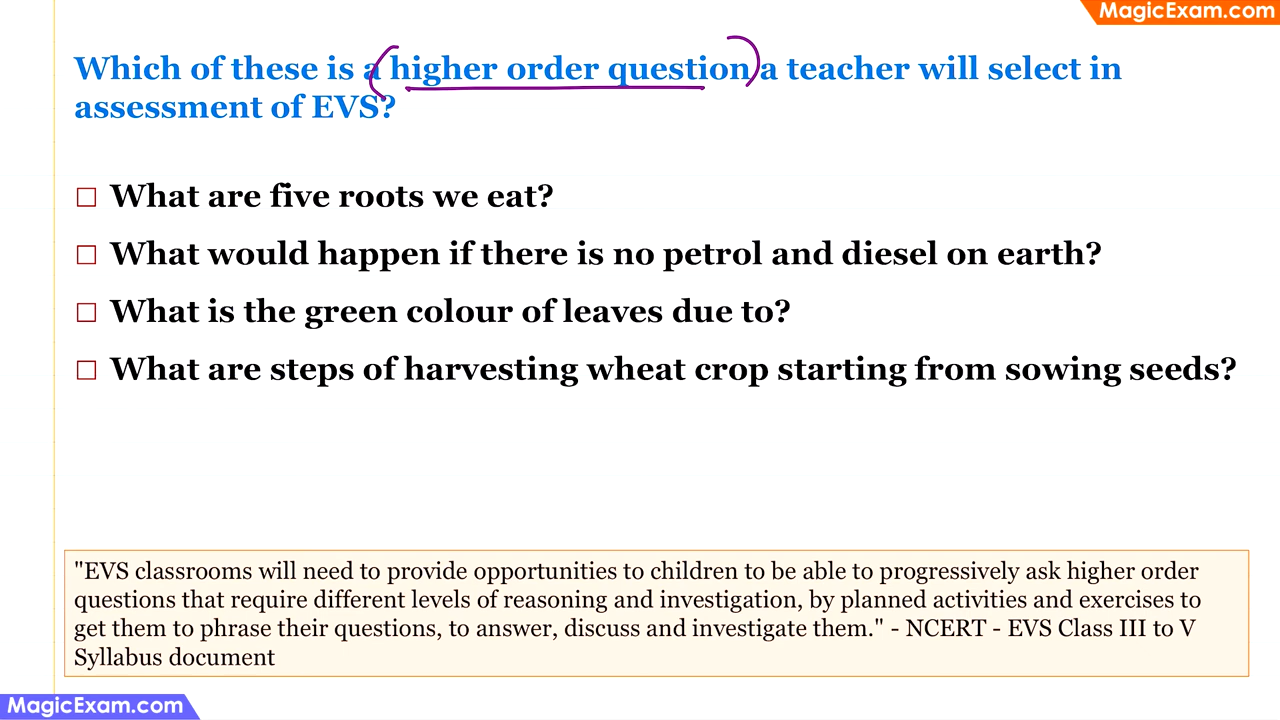 MagicExam.com
Which of these is a higher order question a teacher will select in
assessment of EVS?
What are five roots we eat?
What would happen if there is no petrol and diesel on earth?
What is the green colour of leaves due to?
What are steps of harvesting wheat crop starting from sowing seeds?
"EVS classrooms will need to provide opportunities to children to be able to progressively ask higher order
questions that require different levels of reasoning and investigation, by planned activities and exercises to
get them to phrase their questions, to answer, discuss and investigate them." - NCERT - EVS Class III to V
Syllabus document
MagicExam.com